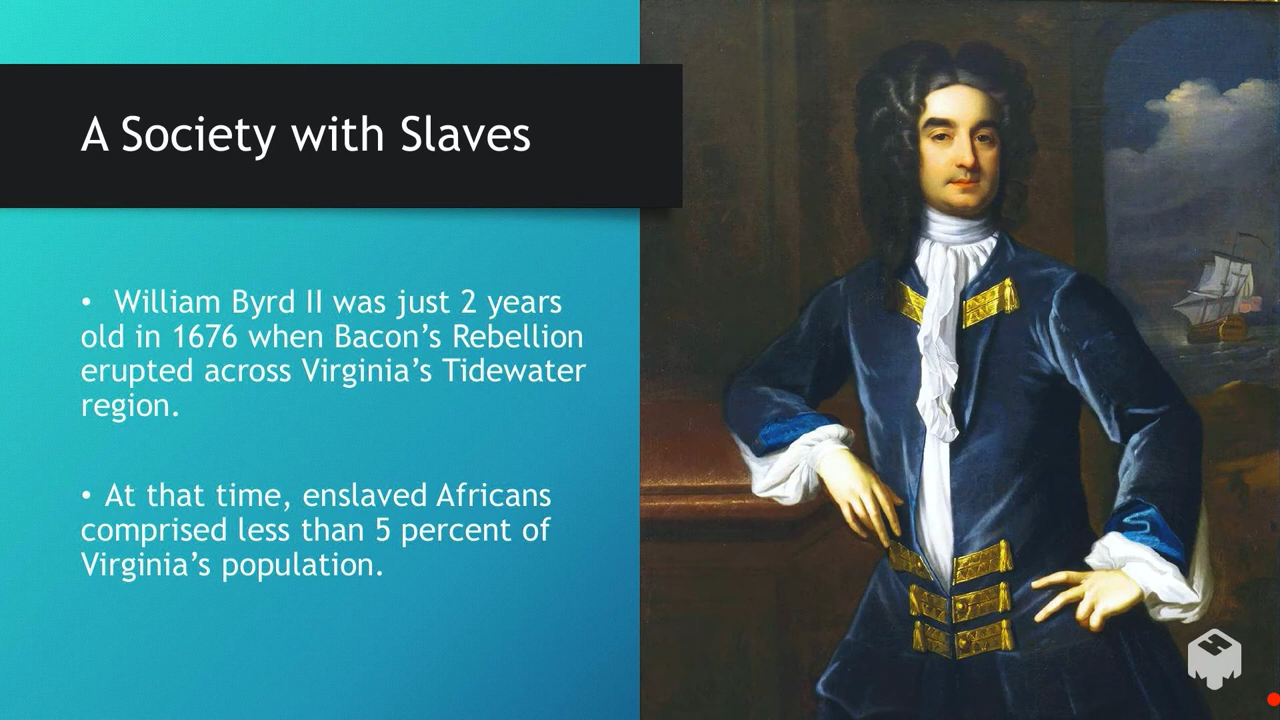 A Society with Slaves
• William Byrd II was just 2 years
old in 1676 when Bacon’s Rebellion
erupted across Virginia’s Tidewater
region.
• At that time, enslaved Africans
comprised less than 5 percent of
Virginia’s population.